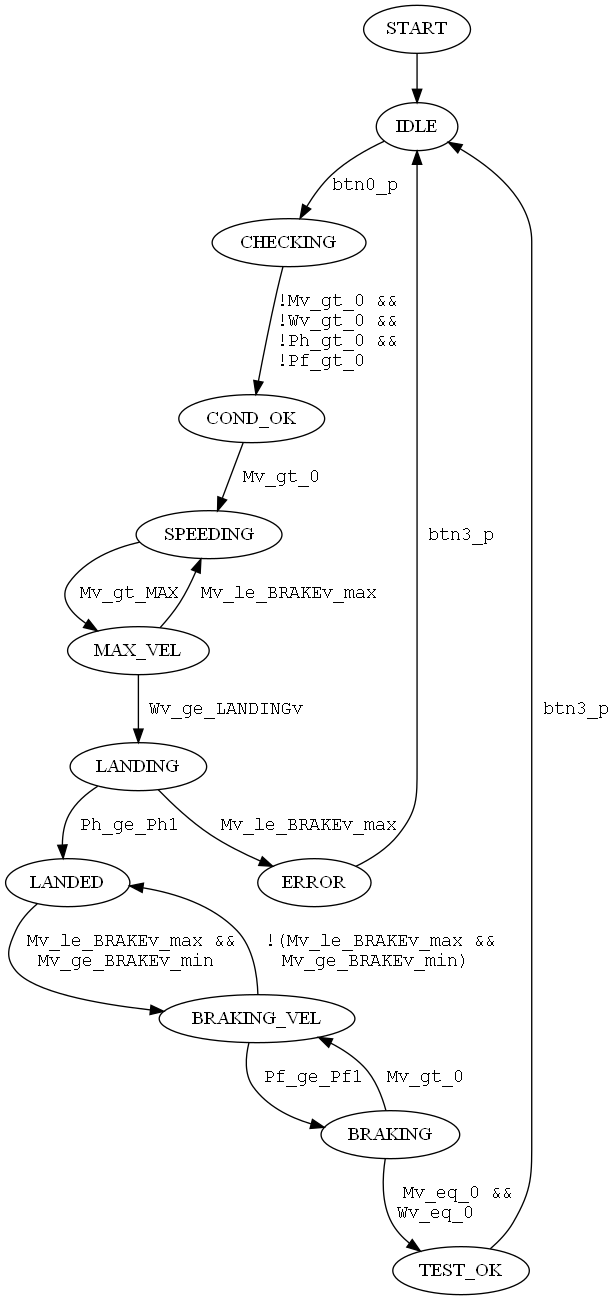 START
IDLE
btn0_p
CHECKING
!Mv_gt_0 &&
!Wv_gt_0 &&
!Ph_gt_0 &&
!Pf_gt_0
COND_OK
Mv_gt_0
SPEEDING
btn3_p
Mv_gt_MAX
Mv_le_BRAKEv_max
MAX_VEL
Wv_ge_LANDINGv
btn3_p
LANDING
Ph_ge_Ph1
Mv_le_BRAKEv_max
LANDED
ERROR
Mv_le_BRAKEv_max &&
Mv_ge_BRAKEv_min
!(Mv_le_BRAKEv_max &&
Mv_ge_BRAKEv_min)
BRAKING_VEL
Pf_ge_Pf1
Mv_gt_0
BRAKING
Mv_eq_0 &&
Wv_eq_0
TEST_OK